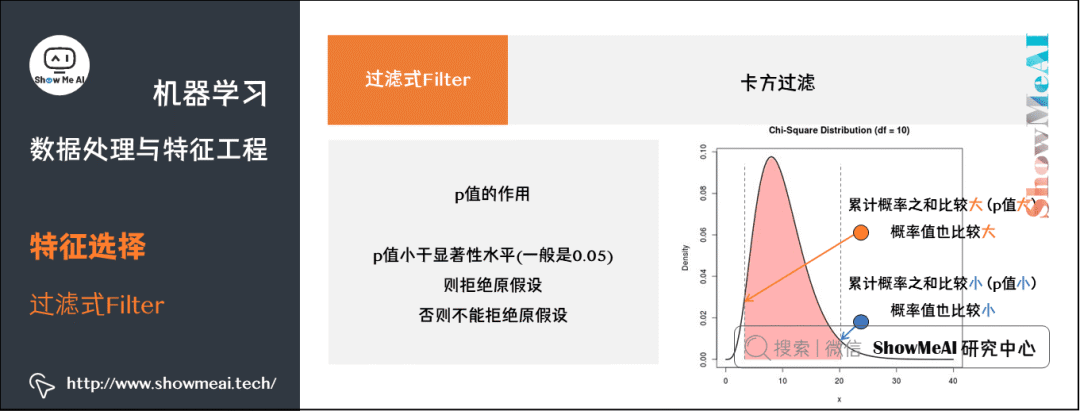 Show Me AI
机器学习
数据处理与特征工程
特征选择
过滤式Filter
http://www.showmeai.tech/
过滤式Filter
卡方过滤
ShowMeAI
p值的作用
p值小于显著性水平(一般是0.05)
则拒绝原假设
否则不能拒绝原假设
Chi-Square Distribution (df = 10)
累计概率之和比较大(p值大)
概率值也比较大
累计概率之和比较小(p值小)
概率值也比较小
Density
0.10
0.08
0.06
0.04
0.02
0.00
0 10 20 30 40
x
搜索 | 微信 ShowMeAI 研究中心